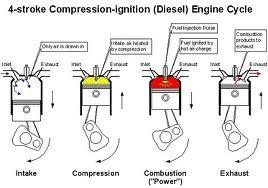 4-stroke Compression-ignition (Diesel) Engine Cycle
Only air is drawn in
Intake air heated
by compression
Fuel Injection Pulse
Fuel ignited by
hot air charge
Combustion
products to
exhaust
Inlet Exhaust
Inlet Exhaust
Inlet Exhaust
Inlet Exhaust
Intake
Compression
Combustion
("Power")
Exhaust